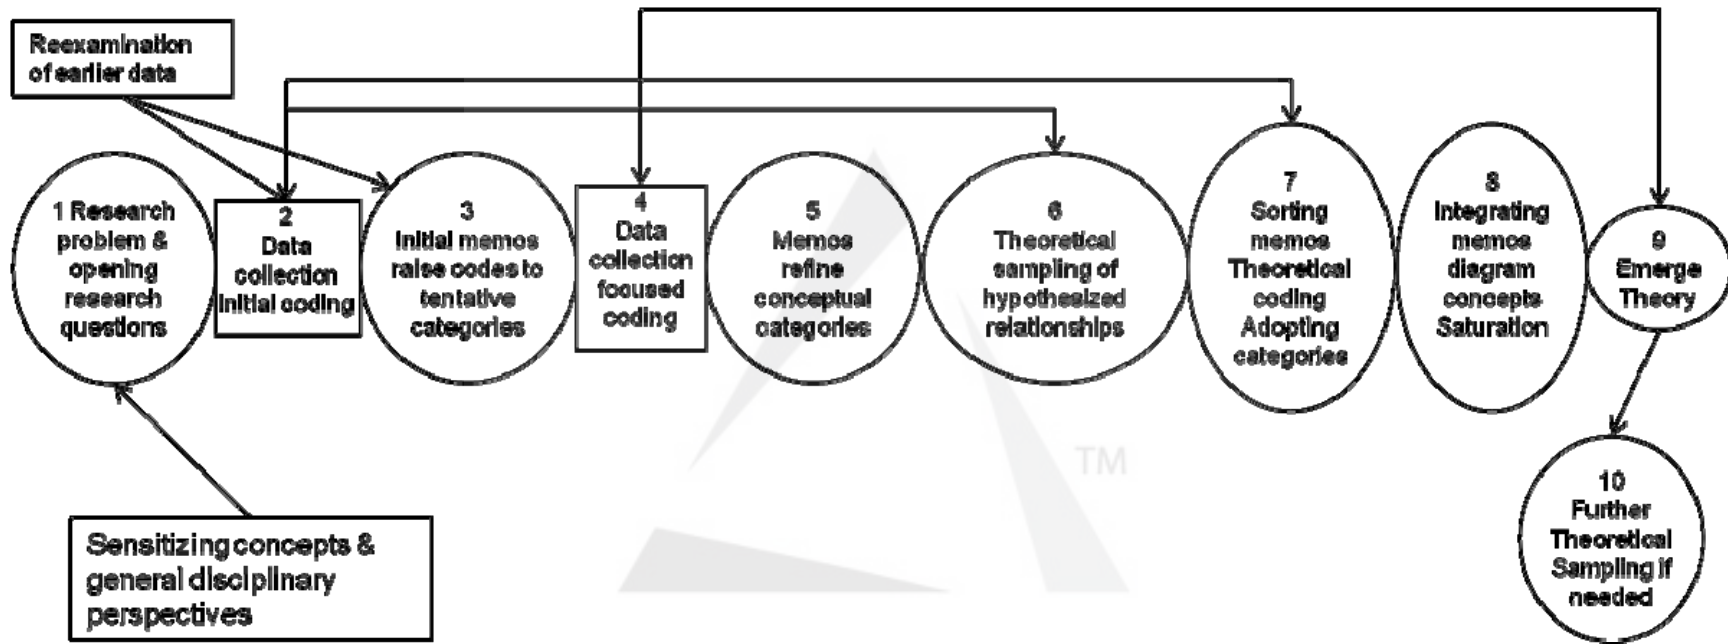 Reexamination
of earlier data
1 Research
problem &
opening
research
questions
2
Data
collection
Initial coding
3
Initial memos
raise codes to
tentative
categories
4
Data
collection
focused
coding
5
Memos
refine
conceptual
categories
6
Theoretical
sampling of
hypothesized
relationships
7
Sorting
memos
Theoretical
coding
Adopting
categories
8
Integrating
memos
diagram
concepts
Saturation
9
Emerge
Theory
10
Further
Theoretical
Sampling if
needed
Sensitizing concepts &
general disciplinary
perspectives
TM